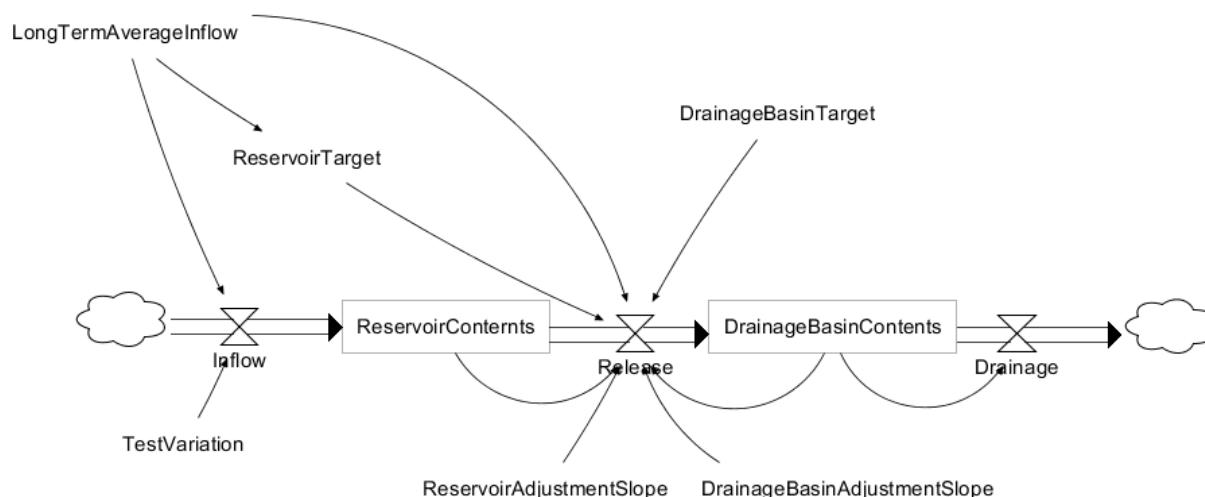 LongTermAverageInflow
DrainageBasinTarget
ReservoirTarget
ReservoirConternts
DrainageBasinContents
Inflow
Release
Drainage
TestVariation
ReservoirAdjustmentSlope
DrainageBasinAdjustmentSlope